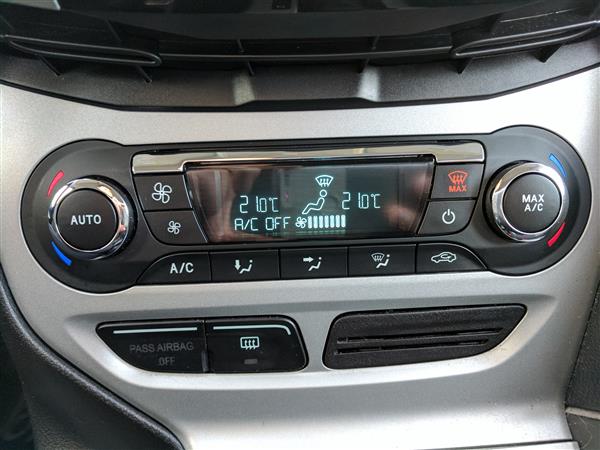 21.0°C 21.0°C
A/C OFF
MAX
AUTO
MAX
A/C
A/C
PASS AIRBAG
OFF